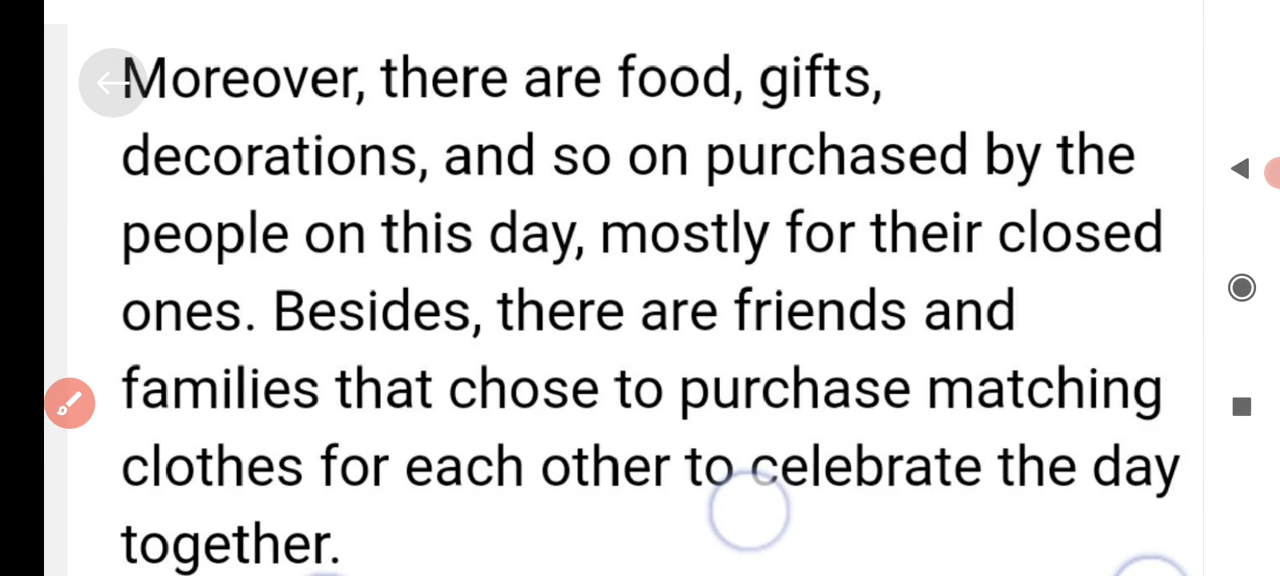 Moreover, there are food, gifts,
decorations, and so on purchased by the
people on this day, mostly for their closed
ones. Besides, there are friends and
families that chose to purchase matching
clothes for each other to celebrate the day
together.